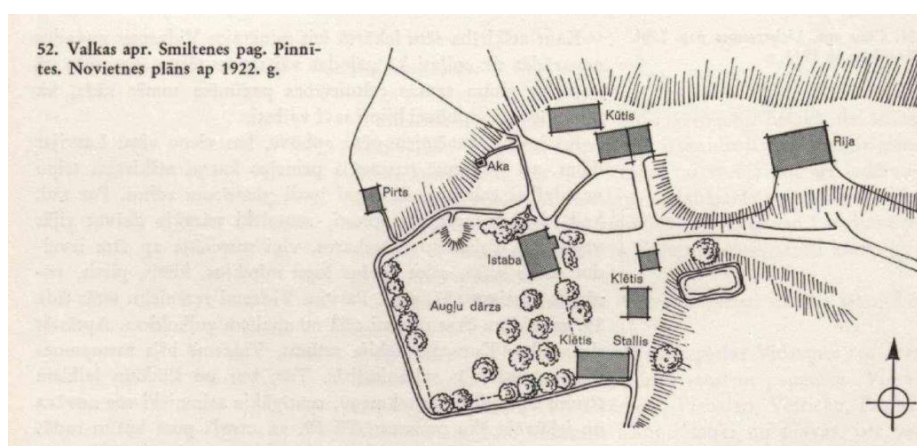 52. Valkas apr. Smiltenes pag. Pinnī-
tes. Novietnes plāns ap 1922. g.
Kūtis
Rija
Aka
Pirts
Istaba
Klētis
Augļu dārzs
Klētis
Stallis